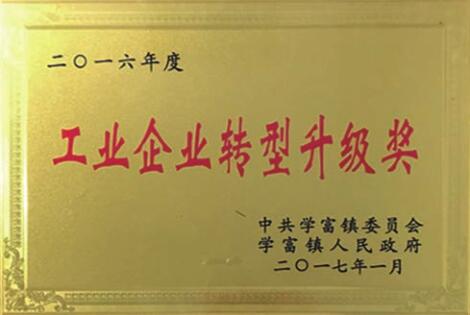 二〇一六年度
工业企业转型升级奖
中共学富镇委员会
学富镇人民政府
二〇一七年一月